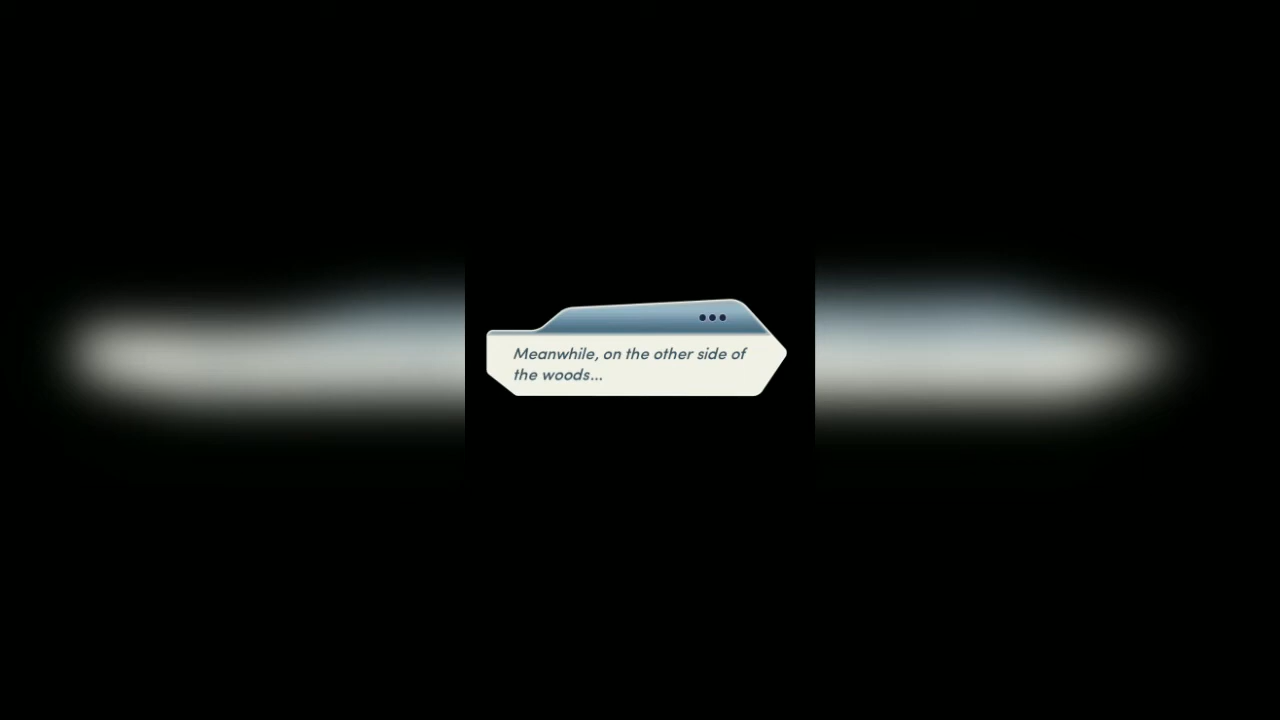 Meanwhile, on the other side of
the woods...